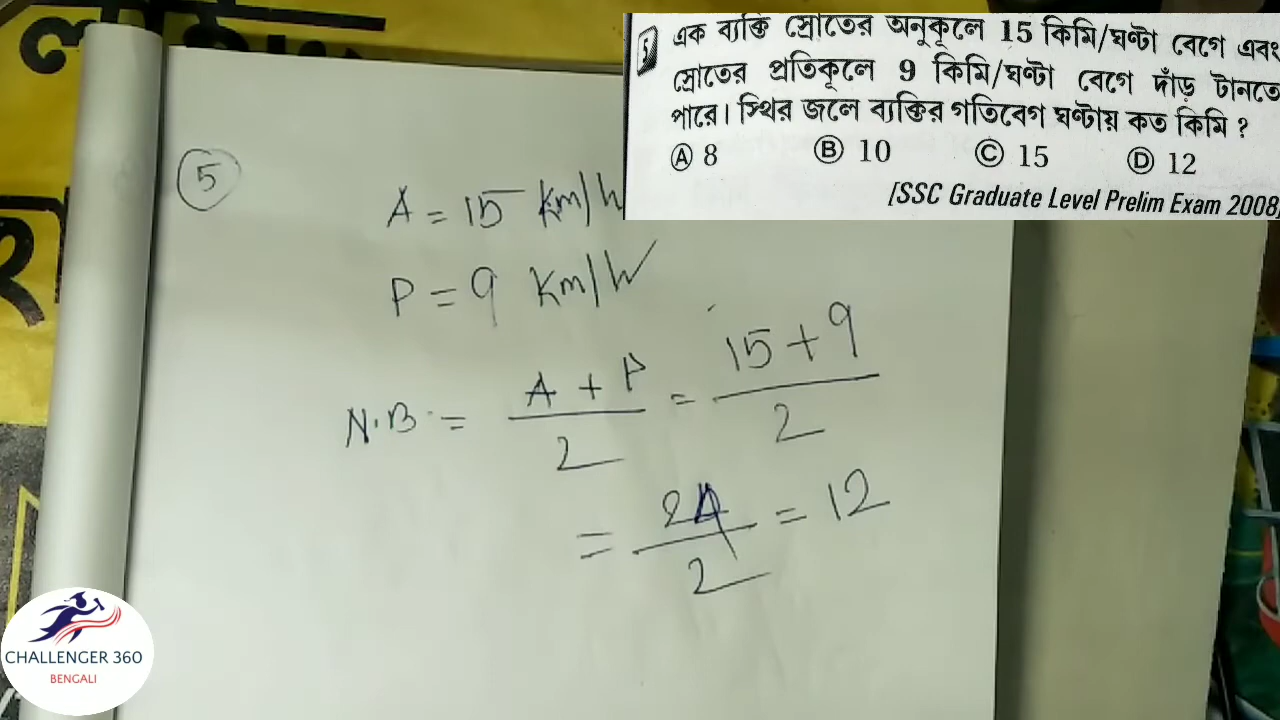 5
এক ব্যক্তি স্রোতের অনুকূলে 15 কিমি/ঘণ্টা বেগে এবং
স্রোতের প্রতিকূলে 9 কিমি/ঘণ্টা বেগে দাঁড় টানতে
পারে। স্থির জলে ব্যক্তির গতিবেগ ঘণ্টায় কত কিমি ?
Ⓐ 8 Ⓑ 10 Ⓒ 15 Ⓓ 12
[SSC Graduate Level Prelim Exam 2008]
5
A = 15 Km/h
P = 9 Km/h
N.B. = A + P / 2 = 15 + 9 / 2
= 24 / 2 = 12
CHALLENGER 360
BENGALI